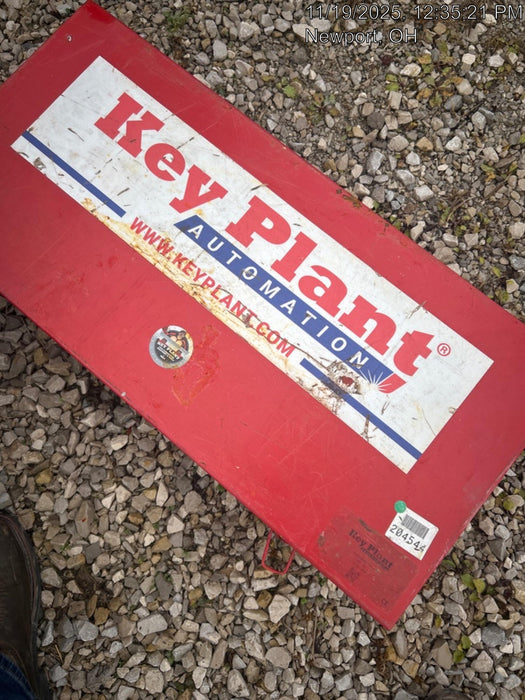 11/19/2025 12:35:21 PM
Newport, OH
Key Plant®
AUTOMATION
WWW.KEYPLANT.COM
204544
Key Plant